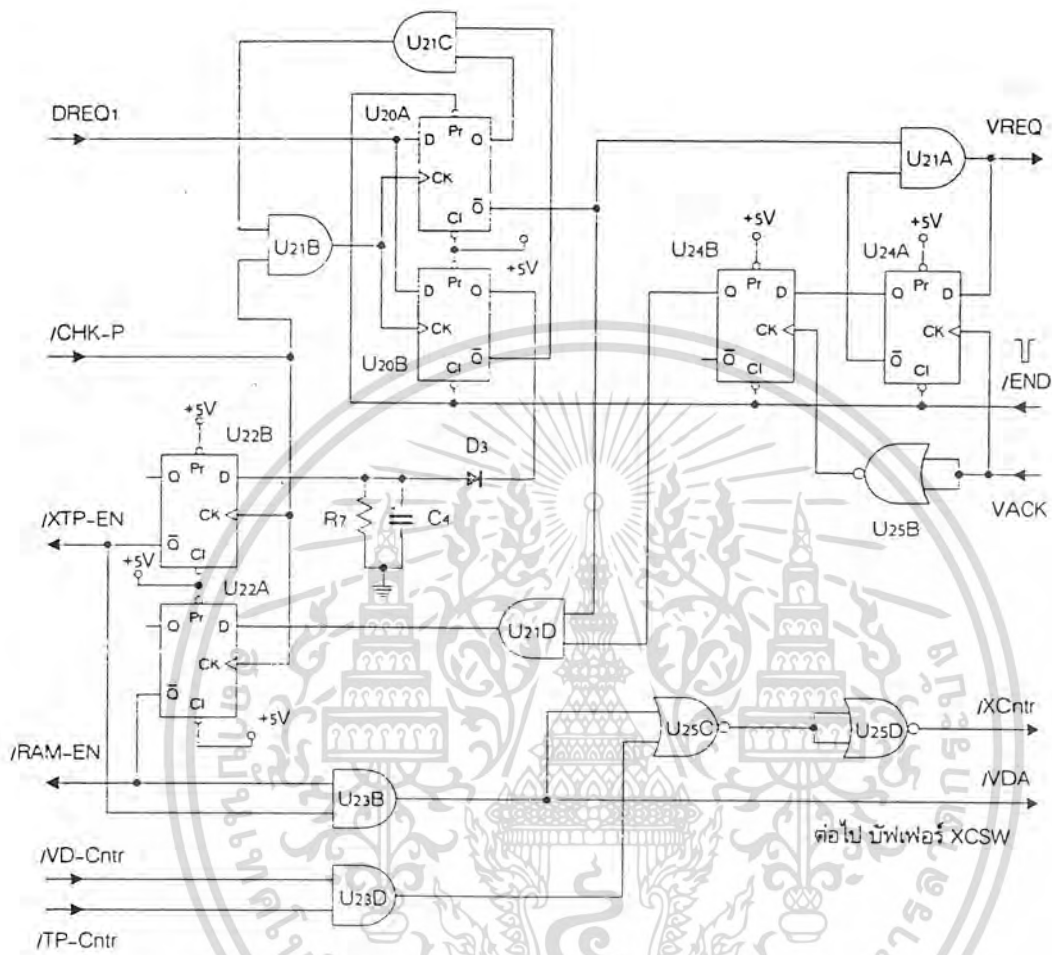 U21C
DREQ1
U20A
Pr
D
Q
CK
Q̅
Cl
U21A
VREQ
U21B
+5V
Pr
D
Q
CK
Q̅
U20B
Cl
+5V
U24B
Q
Pr
D
CK
Q̅
Cl
+5V
U24A
Q
Pr
D
CK
Q̅
Cl
/END
/CHK-P
+5V
U22B
Q
Pr
D
CK
Q̅
Cl
D3
R7
C4
U25B
VACK
/XTP-EN
+5V
U22A
Q
Pr
D
CK
Q̅
Cl
+5V
U21D
/RAM-EN
U23B
U25C
U25D
/XCntr
/VDA
ต่อไป บัฟเฟอร์ XCSW
/VD-Cntr
U23D
/TP-Cntr